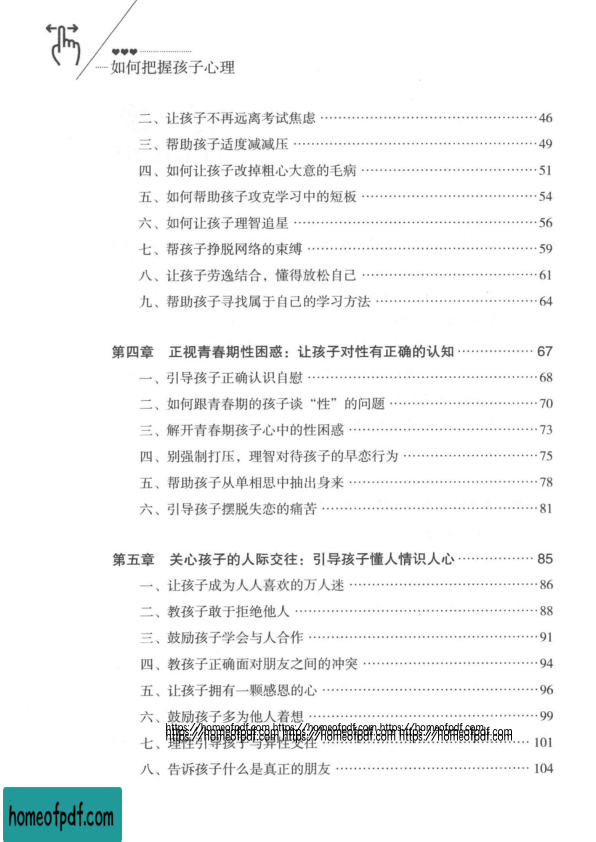 ♥♥♥
如何把握孩子心理
二、让孩子不再远离考试焦虑 46
三、帮助孩子适度减减压 49
四、如何让孩子改掉粗心大意的毛病 51
五、如何帮助孩子攻克学习中的短板 54
六、如何让孩子理智追星 56
七、帮孩子挣脱网络的束缚 59
八、让孩子劳逸结合，懂得放松自己 61
九、帮助孩子寻找属于自己的学习方法 64
第四章 正视青春期性困惑：让孩子对性有正确的认知 67
一、引导孩子正确认识自慰 68
二、如何跟青春期的孩子谈“性”的问题 70
三、解开青春期孩子心中的性困惑 73
四、别强制打压，理智对待孩子的早恋行为 75
五、帮助孩子从单相思中抽出身来 78
六、引导孩子摆脱失恋的痛苦 81
第五章 关心孩子的人际交往：引导孩子懂人情识人心 85
一、让孩子成为人人喜欢的万人迷 86
二、教孩子敢于拒绝他人 88
三、鼓励孩子学会与人合作 91
四、教孩子正确面对朋友之间的冲突 94
五、让孩子拥有一颗感恩的心 96
六、鼓励孩子多为他人着想 99
https://homeofpdf.com https://homeofpdf.com https://homeofpdf.com
https://homeofpdf.com https://homeofpdf.com https://homeofpdf.com
七、理性引导孩子与异性交往 101
八、告诉孩子什么是真正的朋友 104
homeofpdf.com